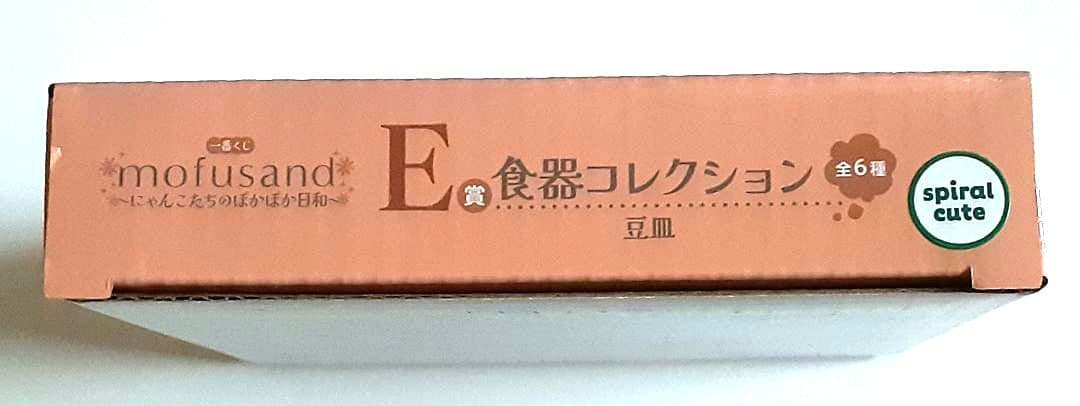 一番くじ
mofusand
～にゃんこたちのぽかぽか日和～
E賞 食器コレクション
豆皿
全6種
spiral
cute